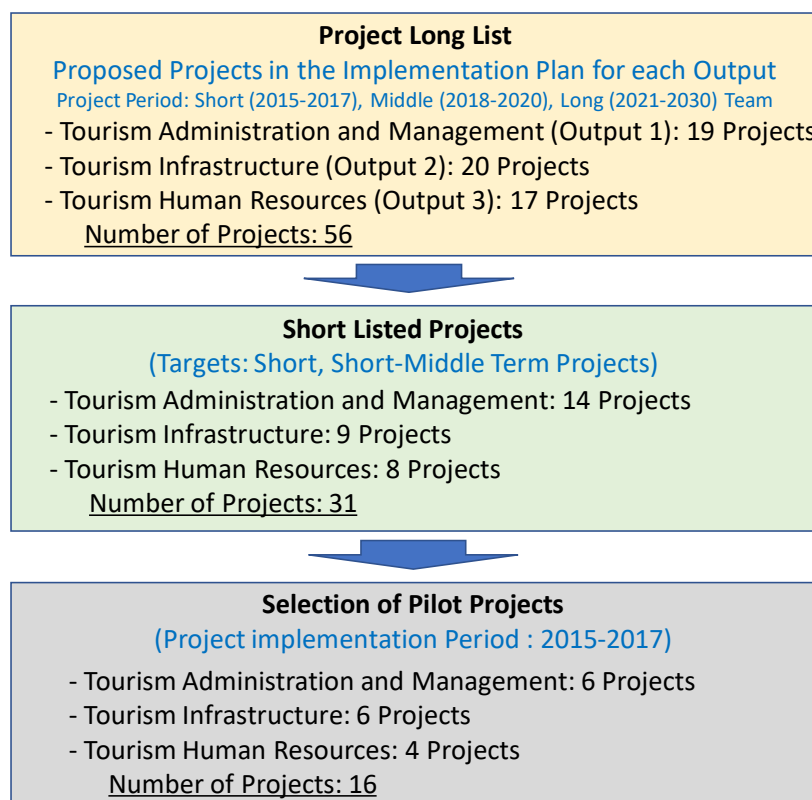 Project Long List
Proposed Projects in the Implementation Plan for each Output
Project Period: Short (2015-2017), Middle (2018-2020), Long (2021-2030) Team
- Tourism Administration and Management (Output 1): 19 Projects
- Tourism Infrastructure (Output 2): 20 Projects
- Tourism Human Resources (Output 3): 17 Projects
Number of Projects: 56
Short Listed Projects
(Targets: Short, Short-Middle Term Projects)
- Tourism Administration and Management: 14 Projects
- Tourism Infrastructure: 9 Projects
- Tourism Human Resources: 8 Projects
Number of Projects: 31
Selection of Pilot Projects
(Project implementation Period : 2015-2017)
- Tourism Administration and Management: 6 Projects
- Tourism Infrastructure: 6 Projects
- Tourism Human Resources: 4 Projects
Number of Projects: 16